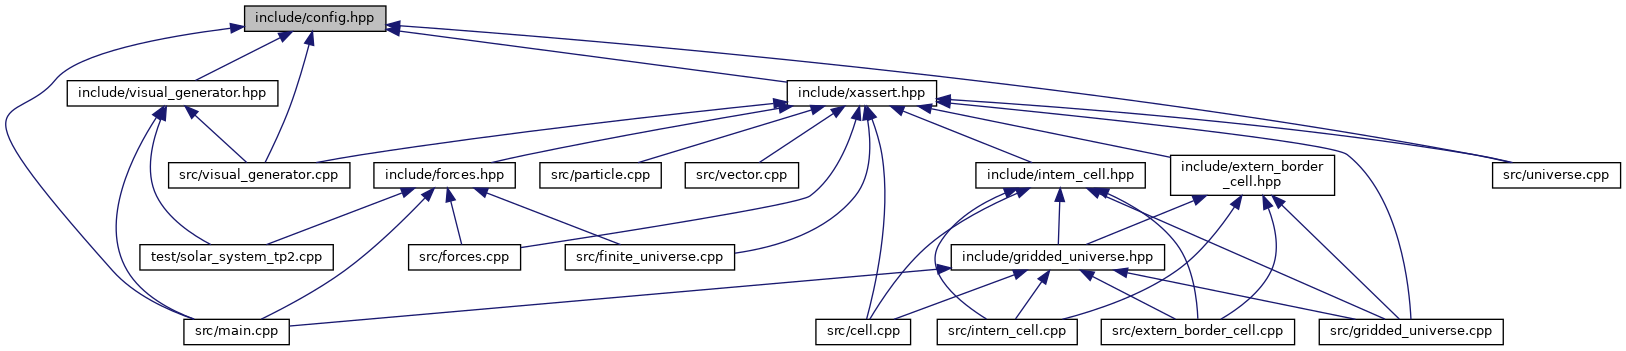 include/config.hpp
include/visual_generator.hpp
include/xassert.hpp
src/visual_generator.cpp
include/forces.hpp
src/particle.cpp
src/vector.cpp
include/intern_cell.hpp
include/extern_border
_cell.hpp
src/universe.cpp
test/solar_system_tp2.cpp
src/forces.cpp
src/finite_universe.cpp
include/gridded_universe.hpp
src/main.cpp
src/cell.cpp
src/intern_cell.cpp
src/extern_border_cell.cpp
src/gridded_universe.cpp